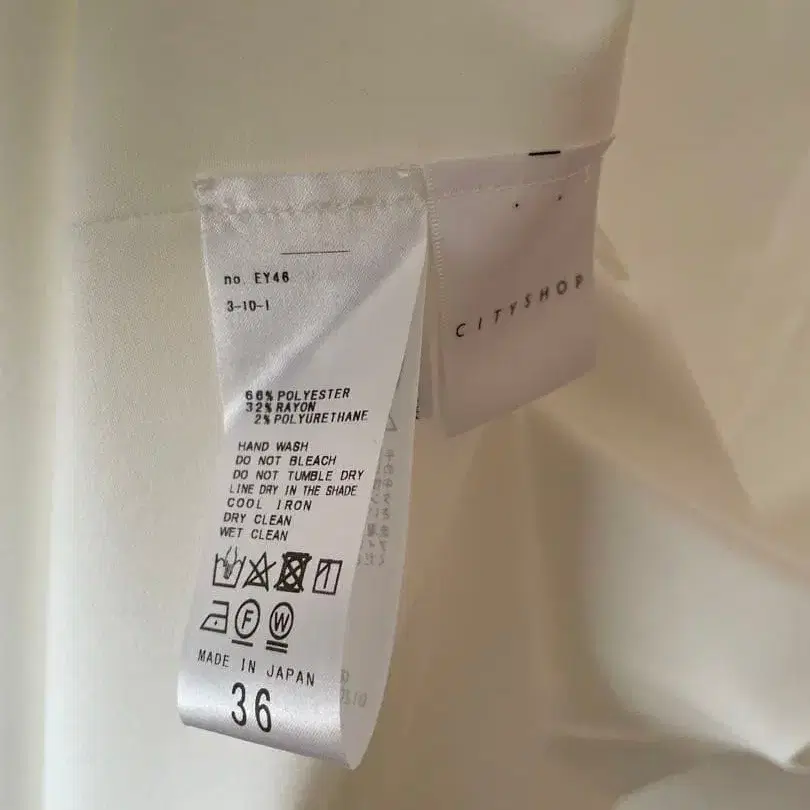 no. EY46
3-10-1
66% POLYESTER
32% RAYON
2% POLYURETHANE
HAND WASH
DO NOT BLEACH
DO NOT TUMBLE DRY
LINE DRY IN THE SHADE
COOL IRON
DRY CLEAN
WET CLEAN
F W
MADE IN JAPAN
36
CITYSHOP